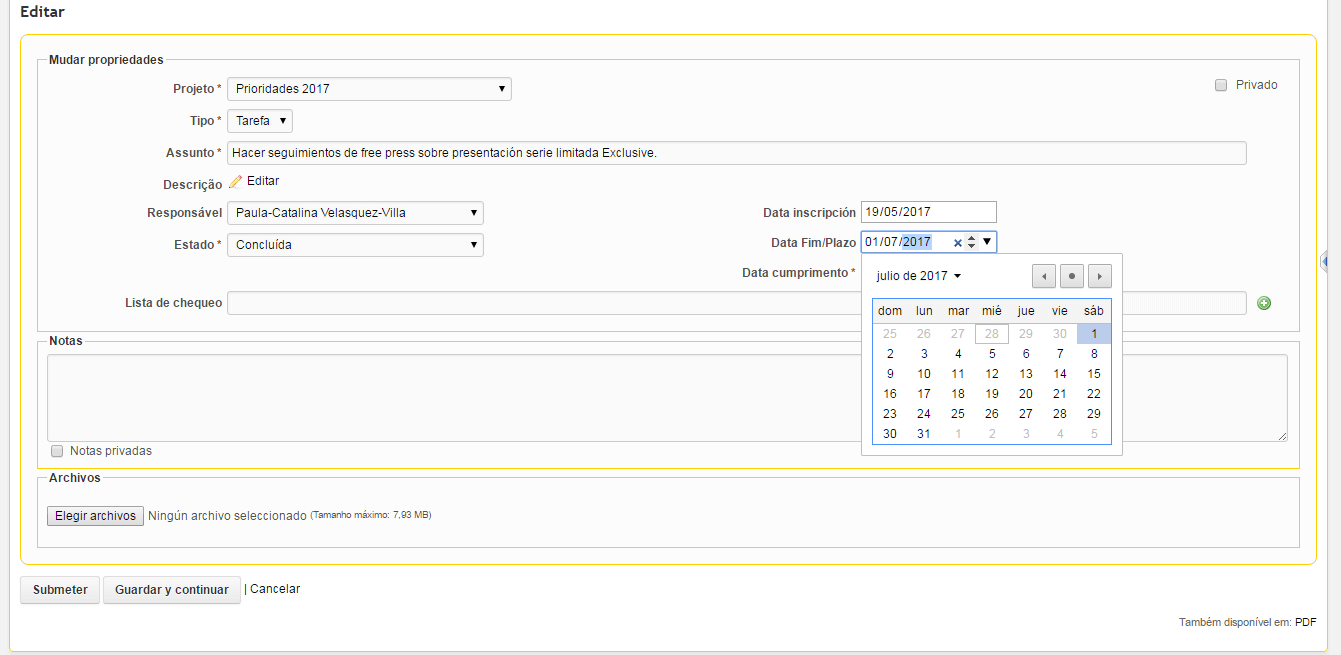 Editar
Mudar propriedades
Projeto * Prioridades 2017 Privado
Tipo * Tarefa
Assunto * Hacer seguimientos de free press sobre presentación serie limitada Exclusive.
Descrição Editar
Responsável Paula-Catalina Velasquez-Villa Data inscripción 19/05/2017
Estado * Concluída Data Fim/Plazo 01/07/2017
Data cumprimento *
julio de 2017
Lista de chequeo
dom lun mar mié jue vie sáb
25 26 27 28 29 30 1
2 3 4 5 6 7 8
9 10 11 12 13 14 15
16 17 18 19 20 21 22
23 24 25 26 27 28 29
30 31 1 2 3 4 5
Notas
Notas privadas
Archivos
Elegir archivos Ningún archivo seleccionado (Tamanho máximo: 7,93 MB)
Submeter Guardar y continuar | Cancelar
Também disponível em: PDF